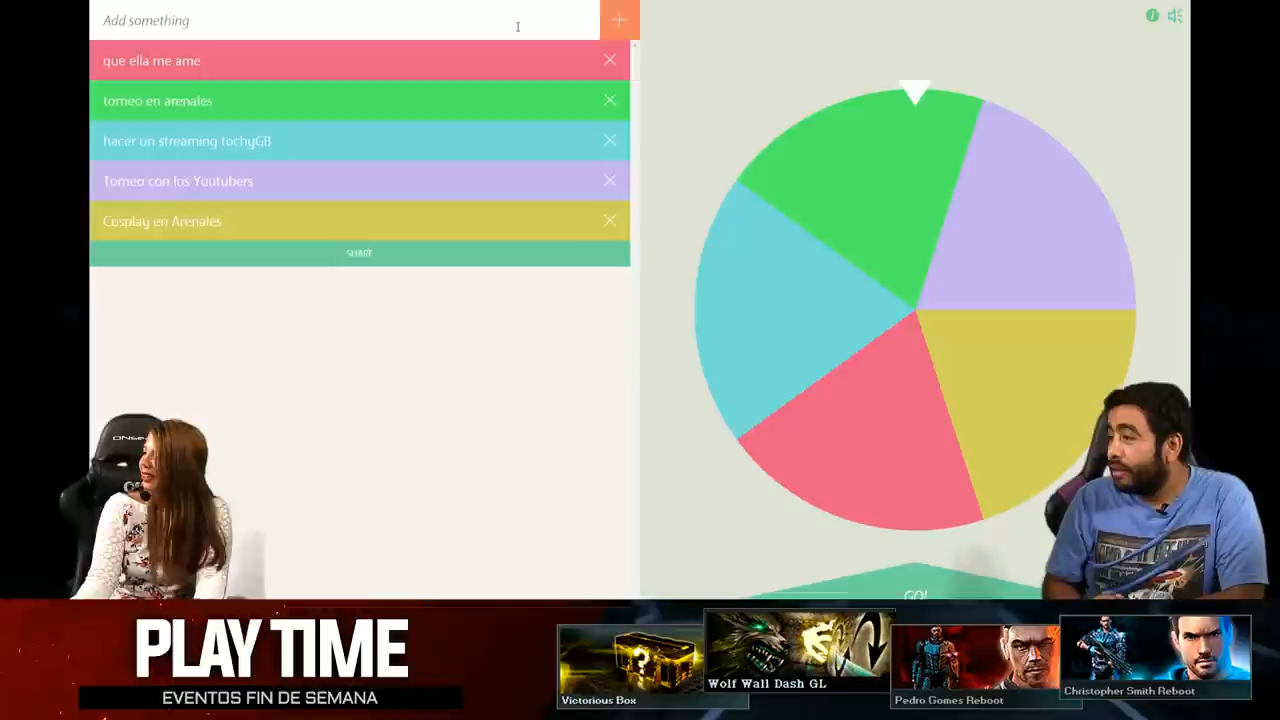 Add something
que ella me ame
torneo en arenales
hacer un streaming tochyGB
Torneo con los Youtubers
Cosplay en Arenales
SHARE
GO!
PLAY TIME
EVENTOS FIN DE SEMANA
Victorious Box
Wolf Wall Dash GL
Pedro Gomes Reboot
Christopher Smith Reboot